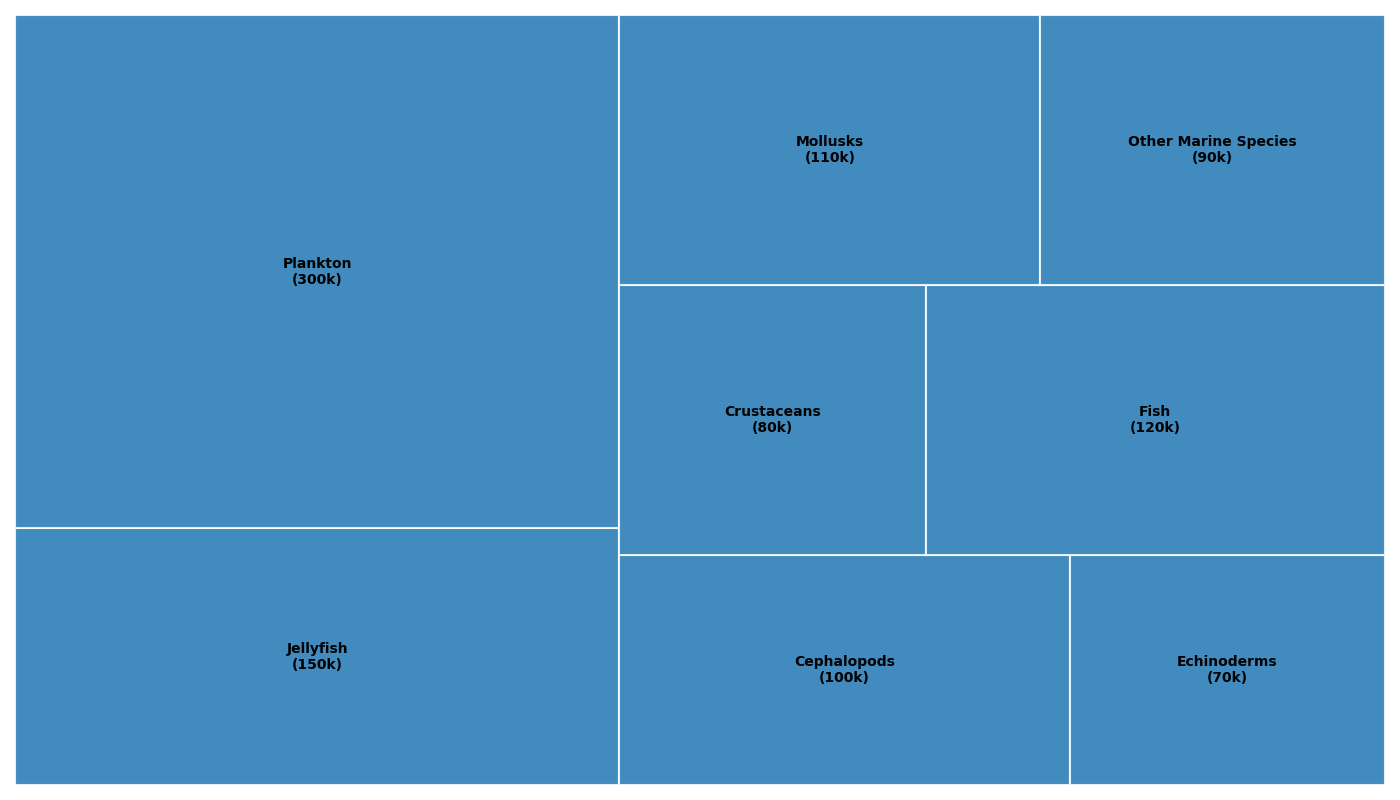 Plankton
(300k)
Jellyfish
(150k)
Mollusks
(110k)
Other Marine Species
(90k)
Crustaceans
(80k)
Fish
(120k)
Cephalopods
(100k)
Echinoderms
(70k)